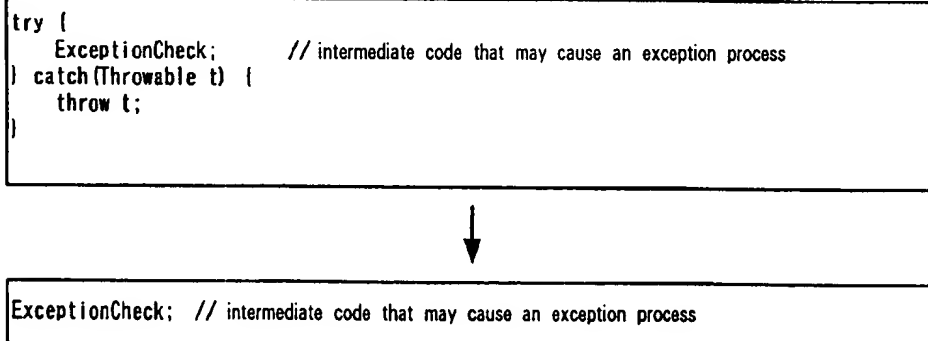 try {
ExceptionCheck; // intermediate code that may cause an exception process
} catch(Throwable t) {
throw t;
}
ExceptionCheck; // intermediate code that may cause an exception process